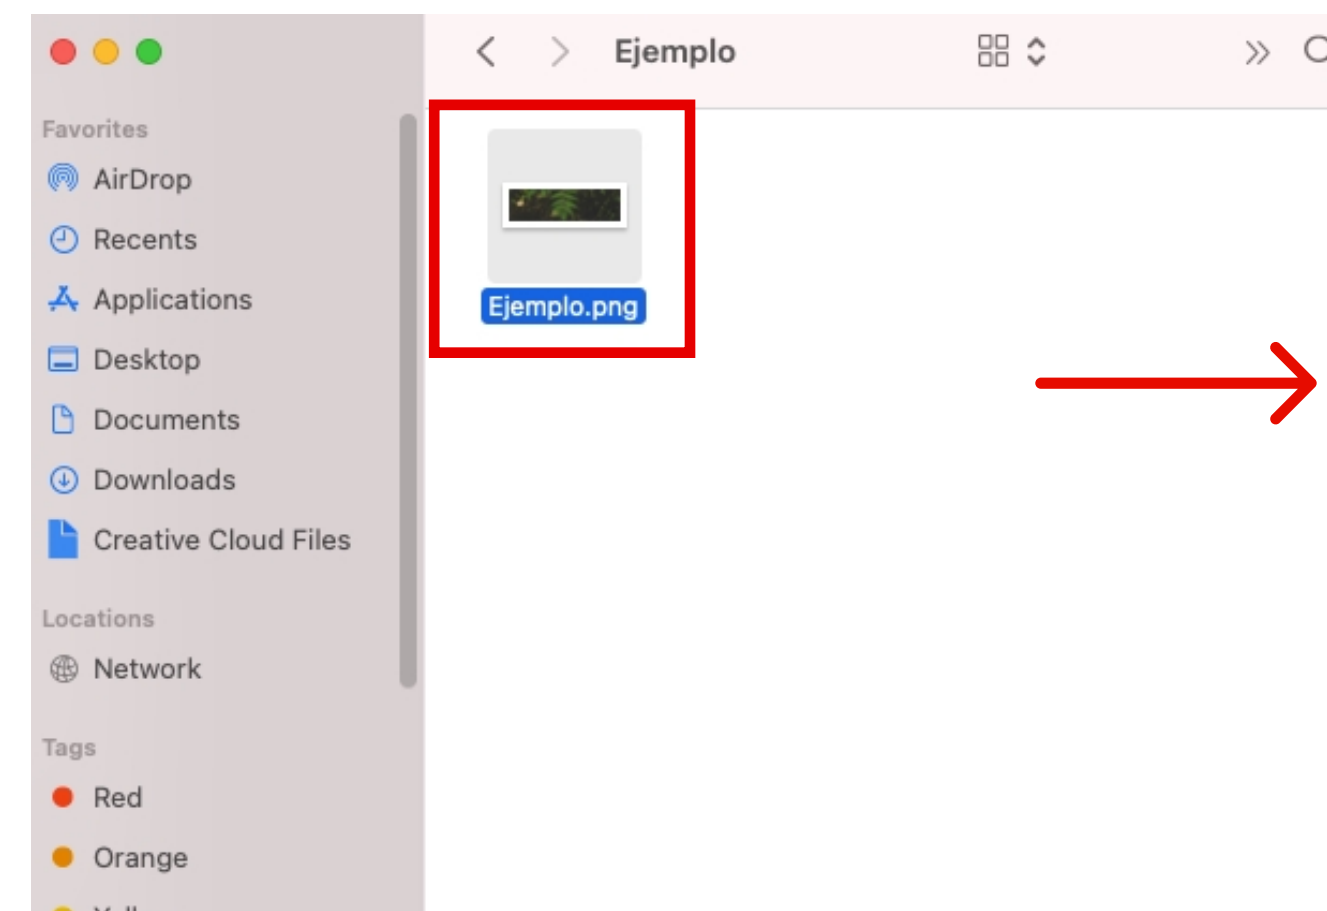 Ejemplo
Favorites
AirDrop
Recents
Applications
Desktop
Documents
Downloads
Creative Cloud Files
Locations
Network
Tags
Red
Orange
Ejemplo.png